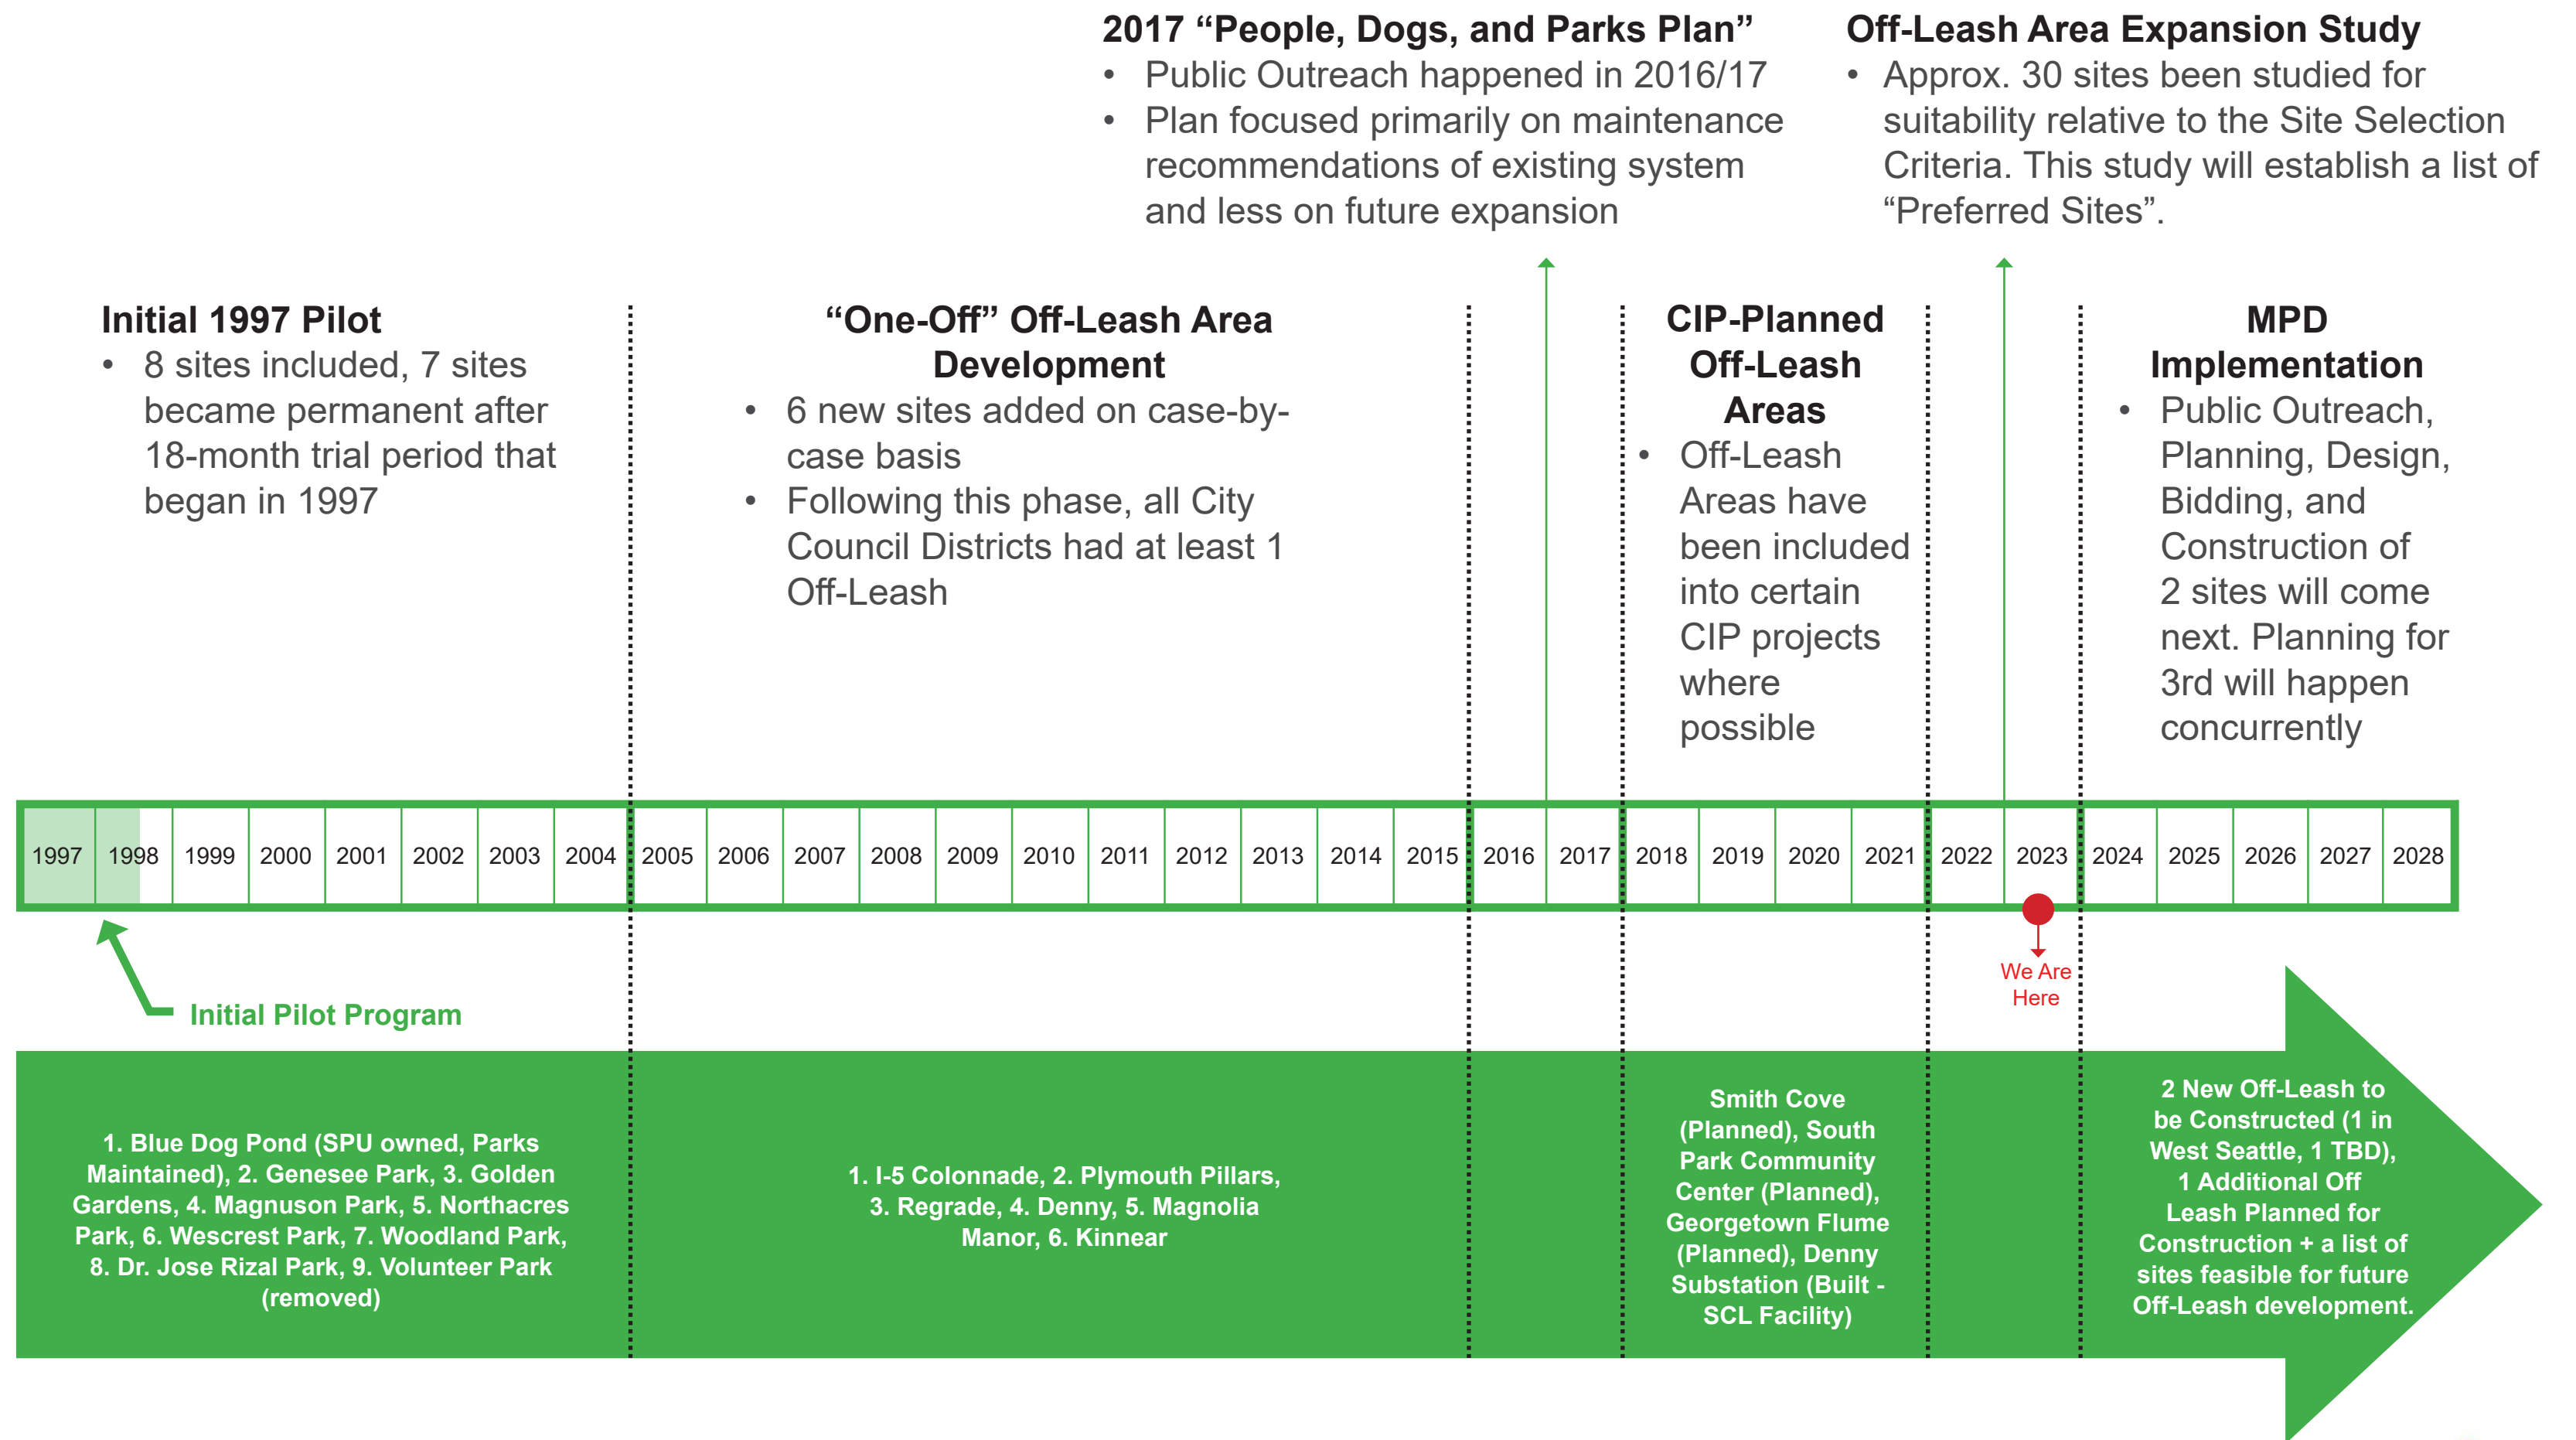 2017 “People, Dogs, and Parks Plan”
• Public Outreach happened in 2016/17
• Plan focused primarily on maintenance
recommendations of existing system
and less on future expansion
Off-Leash Area Expansion Study
• Approx. 30 sites been studied for
suitability relative to the Site Selection
Criteria. This study will establish a list of
“Preferred Sites”.
Initial 1997 Pilot
• 8 sites included, 7 sites
became permanent after
18-month trial period that
began in 1997
“One-Off” Off-Leash Area
Development
• 6 new sites added on case-by-
case basis
• Following this phase, all City
Council Districts had at least 1
Off-Leash
CIP-Planned
Off-Leash
Areas
• Off-Leash
Areas have
been included
into certain
CIP projects
where
possible
MPD
Implementation
• Public Outreach,
Planning, Design,
Bidding, and
Construction of
2 sites will come
next. Planning for
3rd will happen
concurrently
1997 1998 1999 2000 2001 2002 2003 2004 2005 2006 2007 2008 2009 2010 2011 2012 2013 2014 2015 2016 2017 2018 2019 2020 2021 2022 2023 2024 2025 2026 2027 2028
We Are
Here
Initial Pilot Program
1. Blue Dog Pond (SPU owned, Parks
Maintained), 2. Genesee Park, 3. Golden
Gardens, 4. Magnuson Park, 5. Northacres
Park, 6. Wescrest Park, 7. Woodland Park,
8. Dr. Jose Rizal Park, 9. Volunteer Park
(removed)
1. I-5 Colonnade, 2. Plymouth Pillars,
3. Regrade, 4. Denny, 5. Magnolia
Manor, 6. Kinnear
Smith Cove
(Planned), South
Park Community
Center (Planned),
Georgetown Flume
(Planned), Denny
Substation (Built -
SCL Facility)
2 New Off-Leash to
be Constructed (1 in
West Seattle, 1 TBD),
1 Additional Off
Leash Planned for
Construction + a list of
sites feasible for future
Off-Leash development.